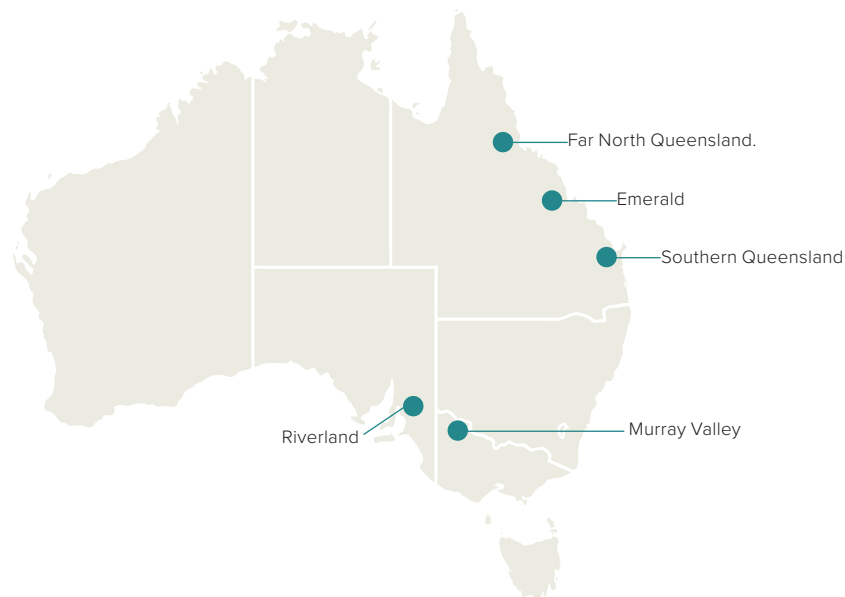 Far North Queensland.
Emerald
Southern Queensland
Murray Valley
Riverland